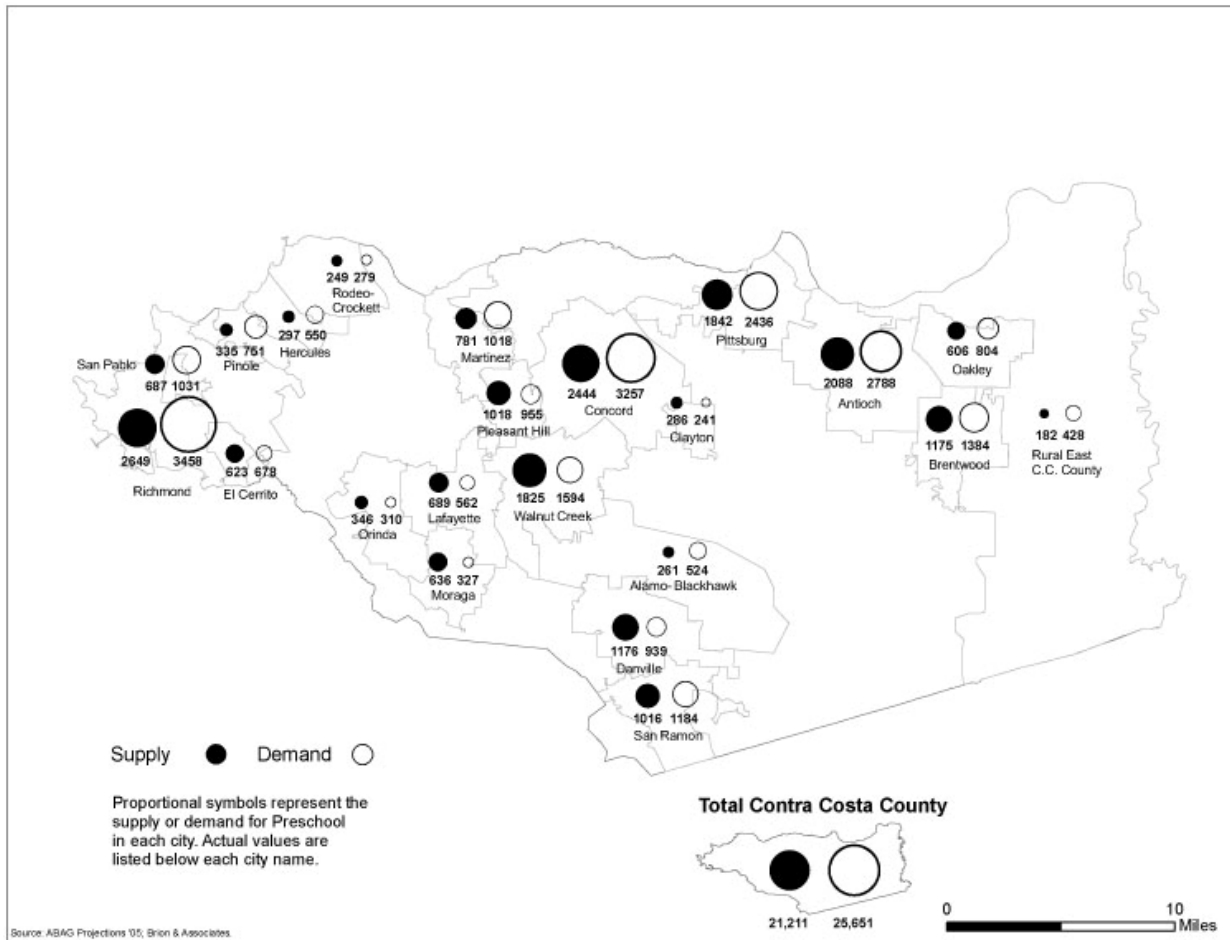 249 279
Rodeo-
Crockett
297 550
Hercules
335 751
Pinole
San Pablo
687 1031
2649 3458
Richmond
623 678
El Cerrito
781 1018
Martinez
1018 955
Pleasant Hill
2444 3257
Concord
286 241
Clayton
1842 2436
Pittsburg
2088 2788
Antioch
606 804
Oakley
1175 1384
Brentwood
182 428
Rural East
C.C. County
346 310
Orinda
689 562
Lafayette
1825 1594
Walnut Creek
636 327
Moraga
261 524
Alamo- Blackhawk
1176 939
Danville
1016 1184
San Ramon
Supply Demand
Proportional symbols represent the
supply or demand for Preschool
in each city. Actual values are
listed below each city name.
Total Contra Costa County
21,211 25,651
0 10
Miles
Source: ABAG Projections '05; Brion & Associates.